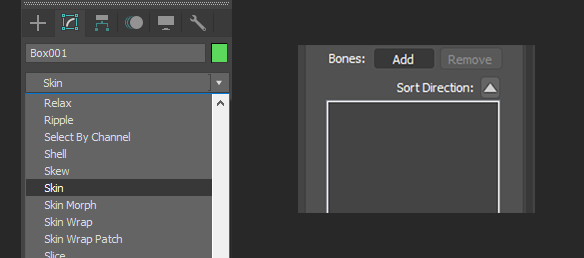 Box001
Skin
Relax
Ripple
Select By Channel
Shell
Skew
Skin
Skin Morph
Skin Wrap
Skin Wrap Patch
Slice
Bones: Add Remove
Sort Direction: